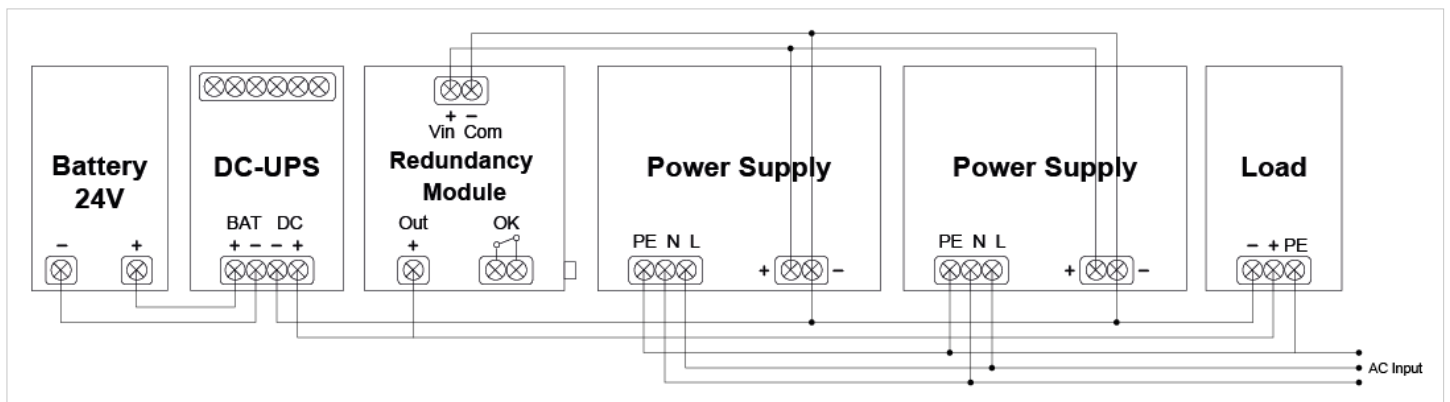 + −
Vin Com
Battery
24V
DC-UPS
Redundancy
Module
Power Supply
Power Supply
Load
BAT DC
Out
OK
PE N L
PE N L
− + PE
− +
+ − − +
+
+ −
+ −
AC Input